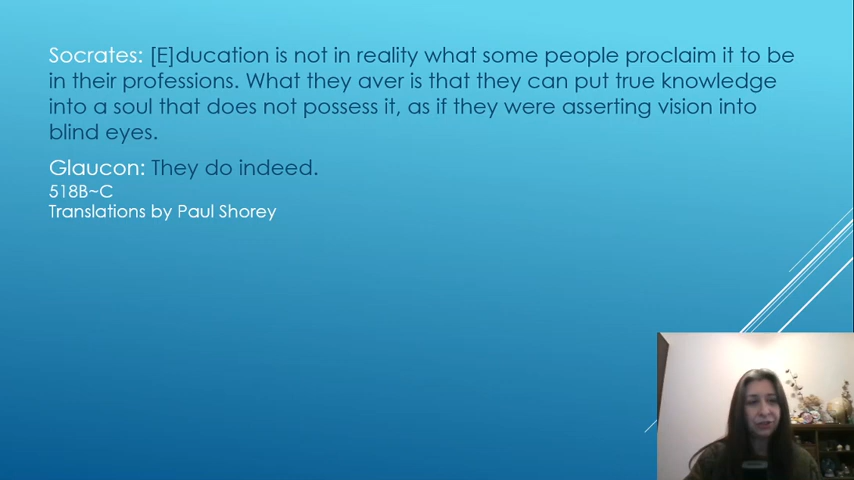 Socrates: [E]ducation is not in reality what some people proclaim it to be
in their professions. What they aver is that they can put true knowledge
into a soul that does not possess it, as if they were asserting vision into
blind eyes.
Glaucon: They do indeed.
518B~C
Translations by Paul Shorey